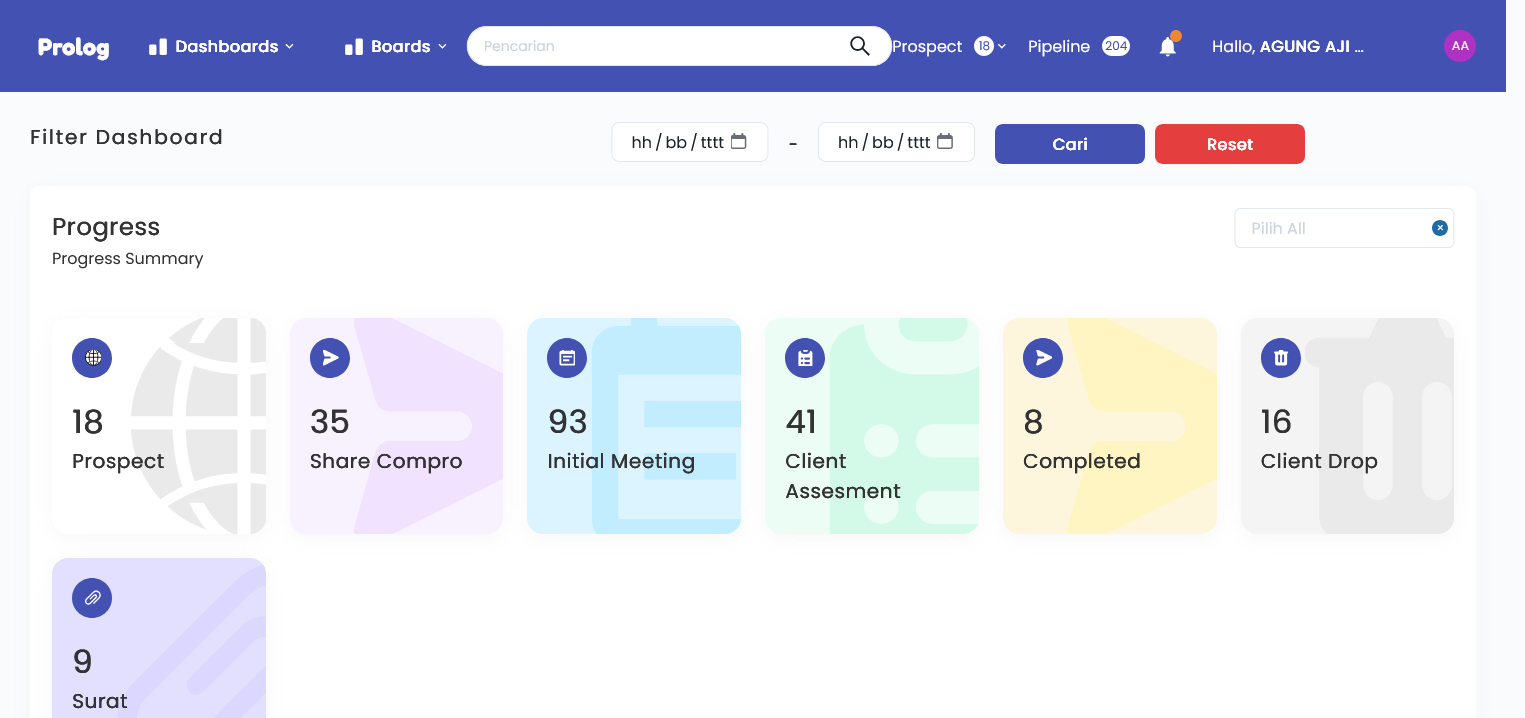 Prolog Dashboards Boards Pencarian Prospect 18 Pipeline 204 Hallo, AGUNG AJI ... AA
Filter Dashboard hh / bb / tttt - hh / bb / tttt Cari Reset
Progress Pilih All
Progress Summary
18
Prospect
35
Share Compro
93
Initial Meeting
41
Client
Assesment
8
Completed
16
Client Drop
9
Surat